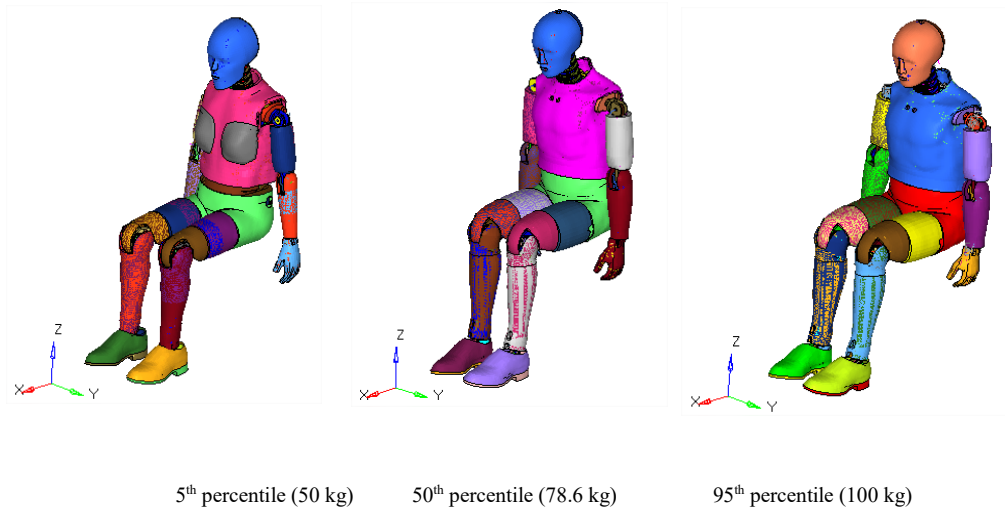 Z
X
Y
Z
X
Y
Z
X
Y
5th percentile (50 kg) 50th percentile (78.6 kg) 95th percentile (100 kg)